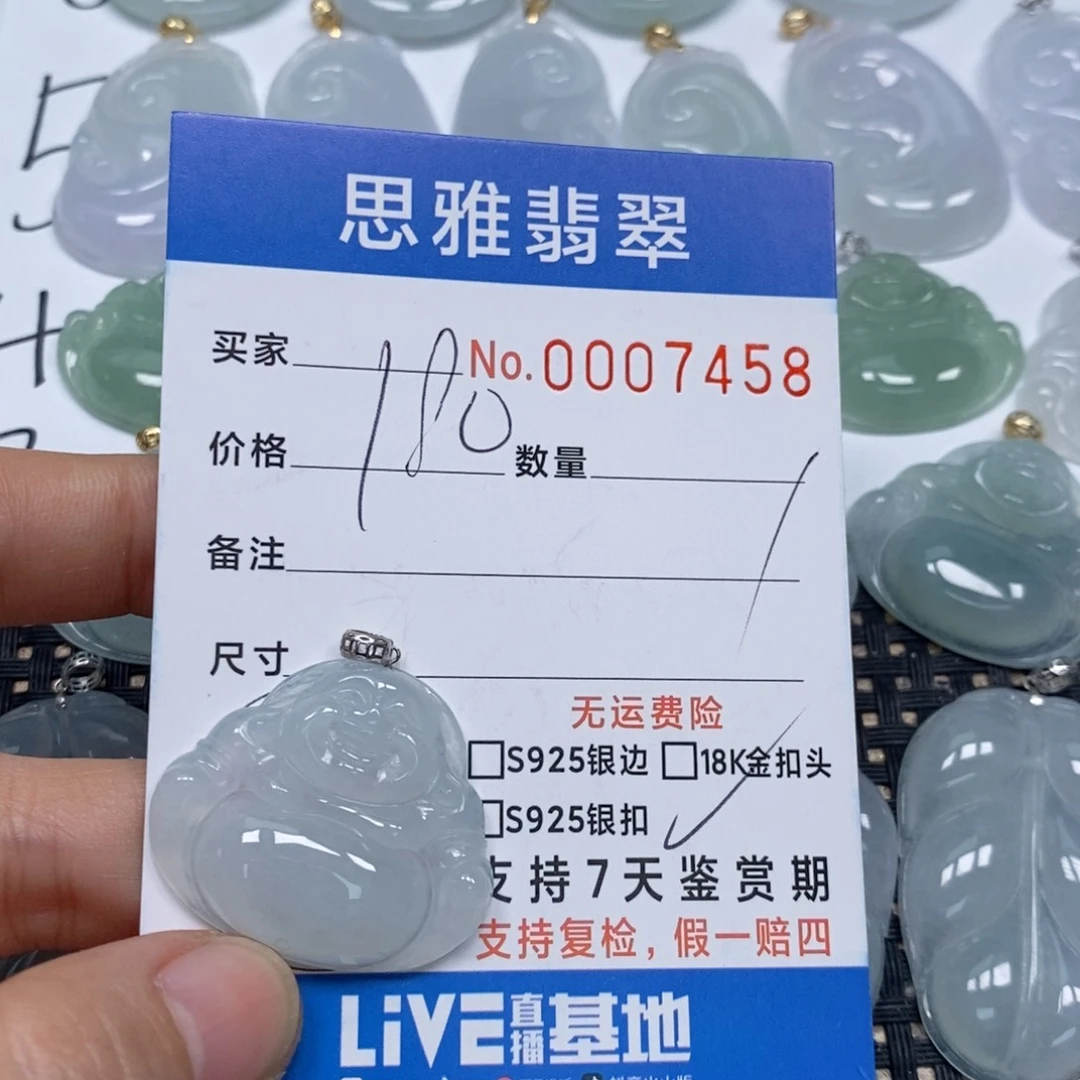 5
4
思雅翡翠
买家 No.0007458
价格 180 数量 1
备注
尺寸
无运费险
□S925银边 □18K金扣头
□S925银扣 ✓
支持7天鉴赏期
支持复检，假一赔四
LiVE直播基地